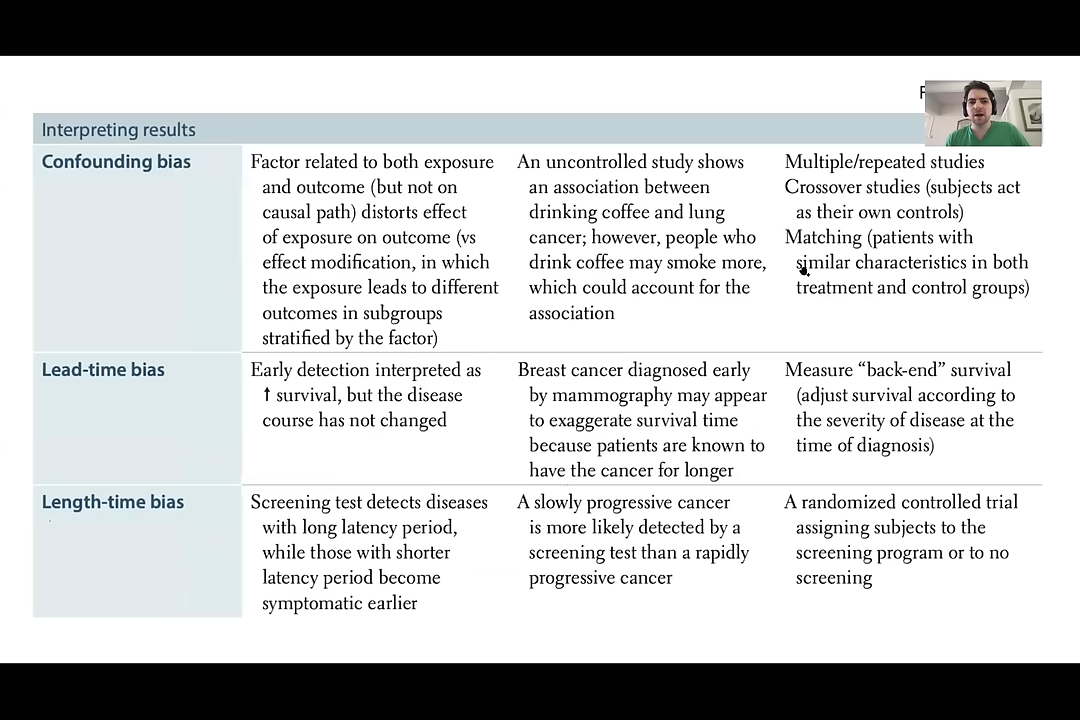 F
Interpreting results
Confounding bias
Factor related to both exposure
and outcome (but not on
causal path) distorts effect
of exposure on outcome (vs
effect modification, in which
the exposure leads to different
outcomes in subgroups
stratified by the factor)
An uncontrolled study shows
an association between
drinking coffee and lung
cancer; however, people who
drink coffee may smoke more,
which could account for the
association
Multiple/repeated studies
Crossover studies (subjects act
as their own controls)
Matching (patients with
similar characteristics in both
treatment and control groups)
Lead-time bias
Early detection interpreted as
↑ survival, but the disease
course has not changed
Breast cancer diagnosed early
by mammography may appear
to exaggerate survival time
because patients are known to
have the cancer for longer
Measure “back-end” survival
(adjust survival according to
the severity of disease at the
time of diagnosis)
Length-time bias
Screening test detects diseases
with long latency period,
while those with shorter
latency period become
symptomatic earlier
A slowly progressive cancer
is more likely detected by a
screening test than a rapidly
progressive cancer
A randomized controlled trial
assigning subjects to the
screening program or to no
screening